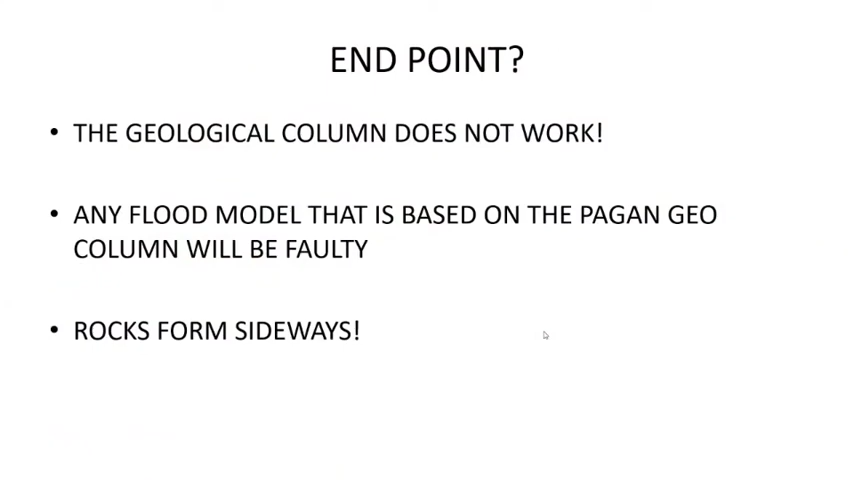 END POINT?
• THE GEOLOGICAL COLUMN DOES NOT WORK!
• ANY FLOOD MODEL THAT IS BASED ON THE PAGAN GEO
COLUMN WILL BE FAULTY
• ROCKS FORM SIDEWAYS!